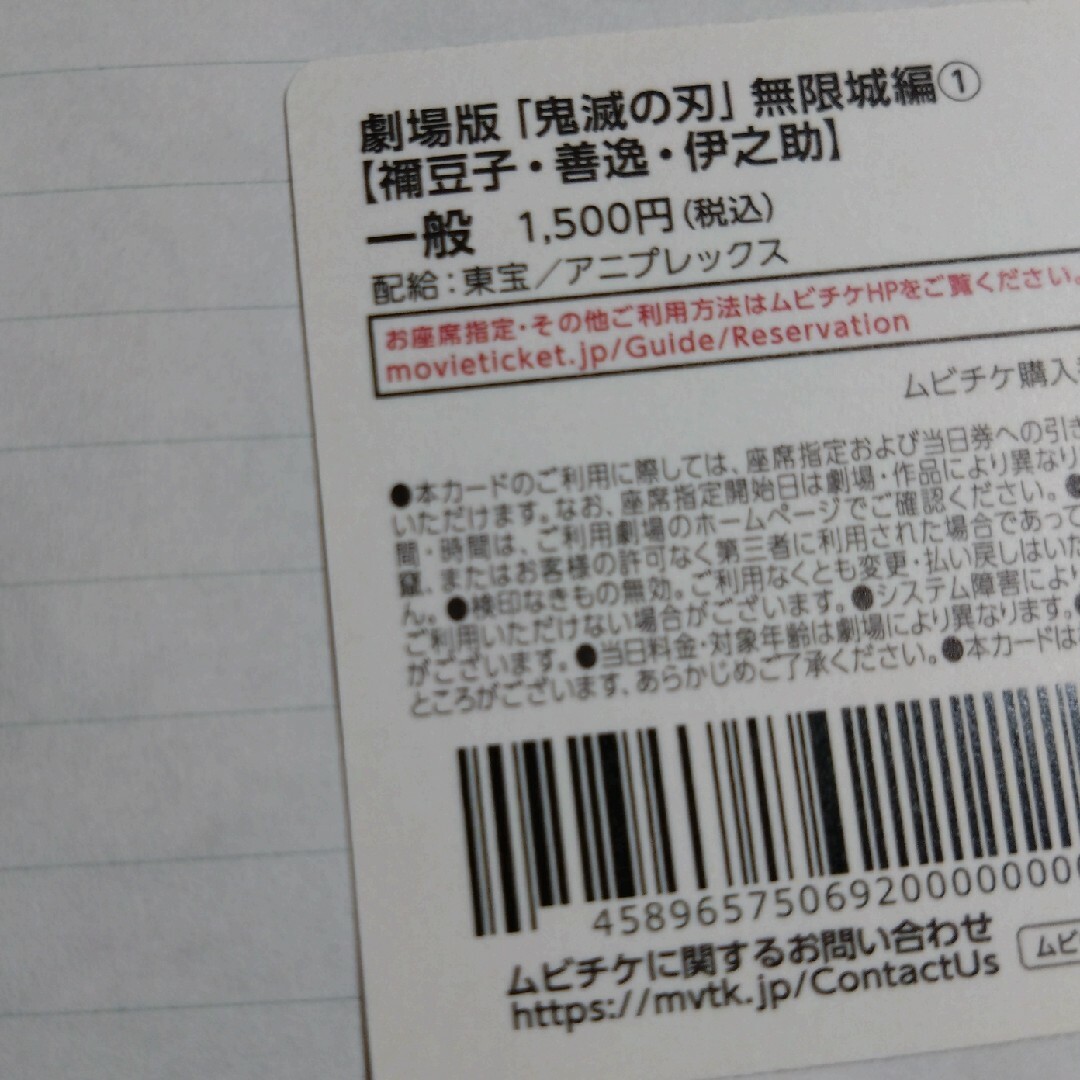 劇場版「鬼滅の刃」無限城編①
【禰豆子・善逸・伊之助】
一般 1,500円(税込)
配給:東宝/アニプレックス
お座席指定・その他ご利用方法はムビチケHPをご覧ください。
movieticket.jp/Guide/Reservation
ムビチケ購入
●本カードのご利用に際しては、座席指定および当日券への引き
いただけます。なお、座席指定開始日は劇場・作品により異なり
間・時間は、ご利用劇場のホームページでご確認ください。●
竄、またはお客様の許可なく第三者に利用された場合であって
ん。●検印なきもの無効。ご利用なくとも変更・払い戻しはいた
ご利用いただけない場合がございます。●システム障害により
がございます。●当日料金・対象年齢は劇場により異なります。●
ところがございます、あらかじめご了承ください。●本カードは
458965750692000000000
ムビチケに関するお問い合わせ
https://mvtk.jp/ContactUs
ムビ